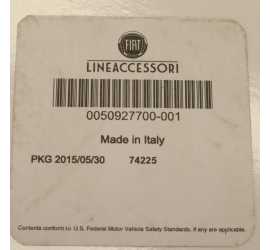 FIAT
LINEACCESSORI
0050927700-001
Made in Italy
PKG 2015/05/30 74225
Contents conform to U.S. Federal Motor Vehicle Safety Standards, if any are applicable.